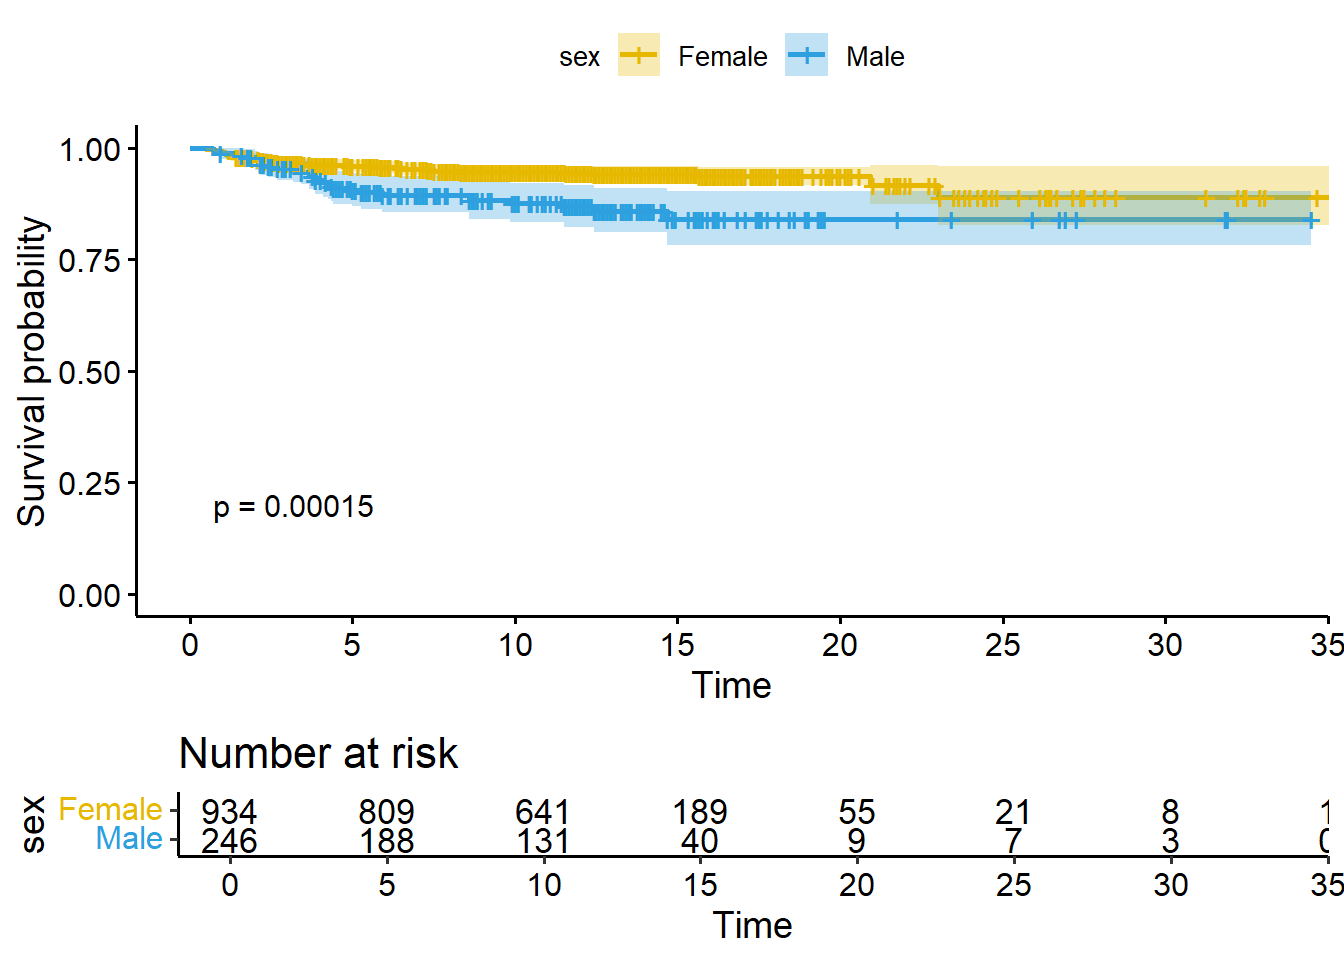 sex Female Male
1.00
0.75
0.50
0.25
0.00
Survival probability
p = 0.00015
0 5 10 15 20 25 30 35
Time
Number at risk
sex
Female 934 809 641 189 55 21 8 1
Male 246 188 131 40 9 7 3 0
0 5 10 15 20 25 30 35
Time